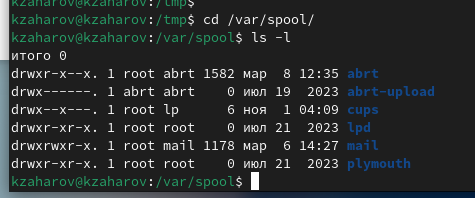 kzaharov@kzaharov:/tmp$
kzaharov@kzaharov:/tmp$ cd /var/spool/
kzaharov@kzaharov:/var/spool$ ls -l
итого 0
drwxr-x--x. 1 root abrt 1582 мар  8 12:35 abrt
drwx------. 1 abrt abrt    0 июл 19  2023 abrt-upload
drwx--x---. 1 root lp      6 ноя  1 04:09 cups
drwxr-xr-x. 1 root root    0 июл 21  2023 lpd
drwxrwxr-x. 1 root mail 1178 мар  6 14:27 mail
drwxr-xr-x. 1 root root    0 июл 21  2023 plymouth
kzaharov@kzaharov:/var/spool$